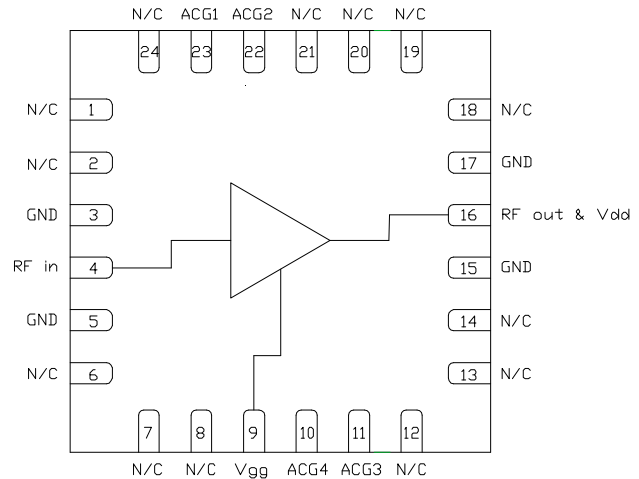 N/C ACG1 ACG2 N/C N/C N/C
24 23 22 21 20 19
N/C 1 18 N/C
N/C 2 17 GND
GND 3 16 RF out & Vdd
RF in 4 15 GND
GND 5 14 N/C
N/C 6 13 N/C
7 8 9 10 11 12
N/C N/C Vgg ACG4 ACG3 N/C